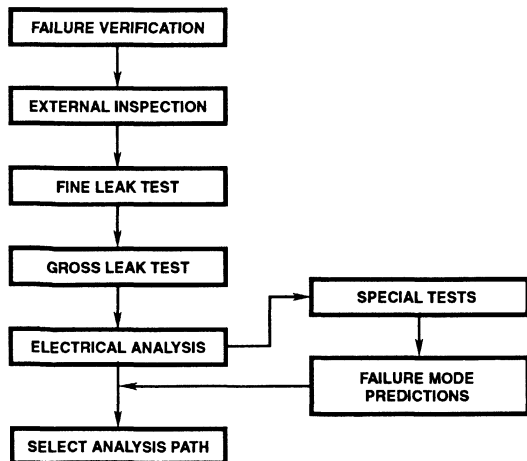 FAILURE VERIFICATION
EXTERNAL INSPECTION
FINE LEAK TEST
GROSS LEAK TEST
SPECIAL TESTS
ELECTRICAL ANALYSIS
FAILURE MODE
PREDICTIONS
SELECT ANALYSIS PATH